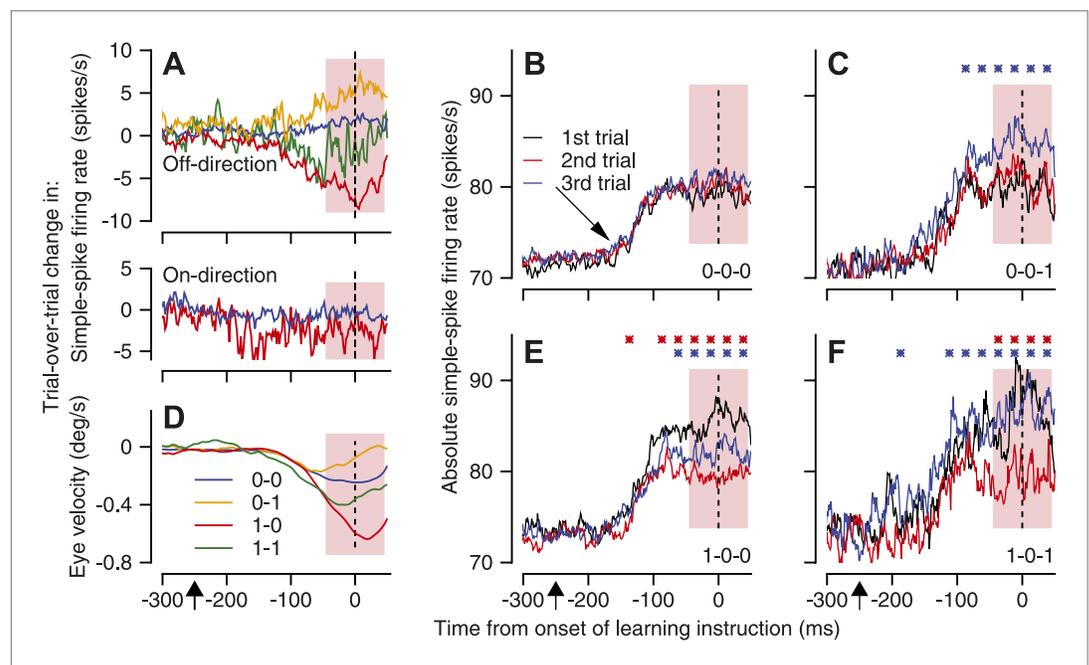 A
10
5
0
-5
-10
Off-direction
On-direction
5
0
-5
Trial-over-trial change in:
Simple-spike firing rate (spikes/s)
D
Eye velocity (deg/s)
0
-0.4
-0.8
0-0
0-1
1-0
1-1
-300 -200 -100 0
B
Absolute simple-spike firing rate (spikes/s)
90
80
70
1st trial
2nd trial
3rd trial
0-0-0
C
0-0-1
E
90
80
70
1-0-0
-300 -200 -100 0
F
1-0-1
-300 -200 -100 0
Time from onset of learning instruction (ms)